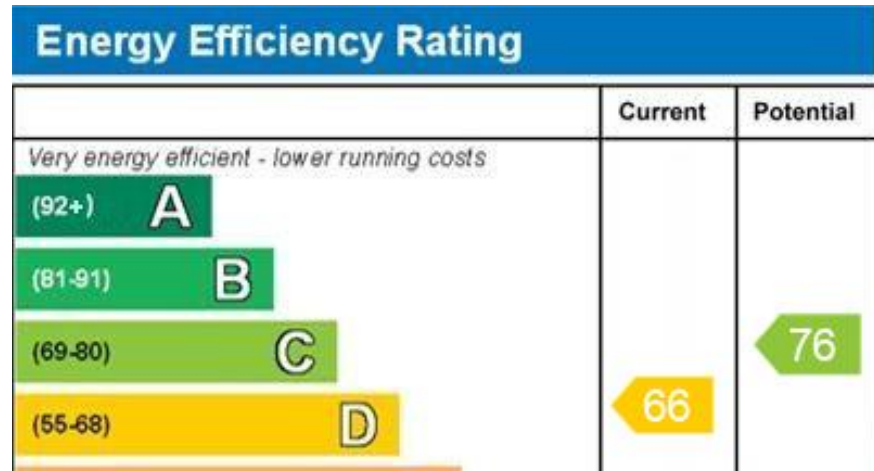 Energy Efficiency Rating
Current Potential
Very energy efficient - lower running costs
(92+) A
(81-91) B
(69-80) C 76
(55-68) D 66